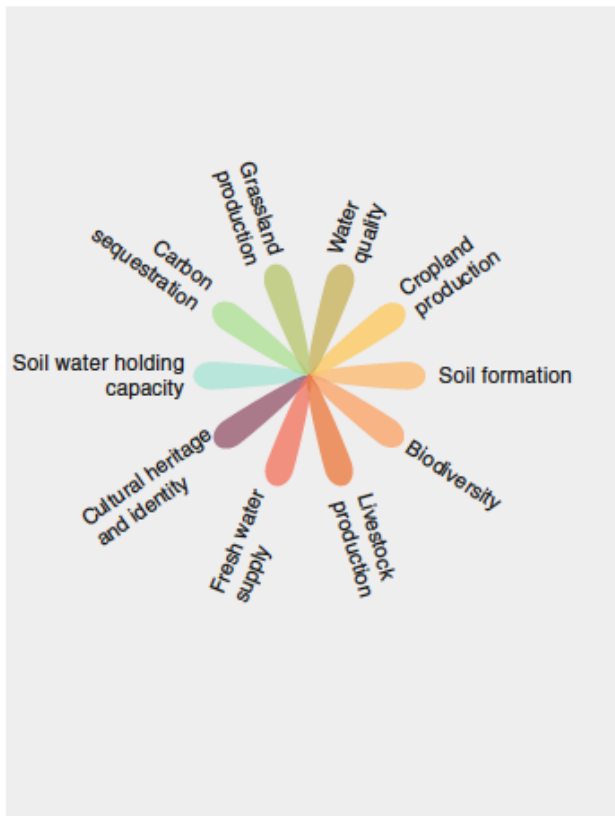 Grassland
production
Water
quality
Cropland
production
Soil formation
Biodiversity
Livestock
production
Fresh water
supply
Cultural heritage
and identity
Soil water holding
capacity
Carbon
sequestration